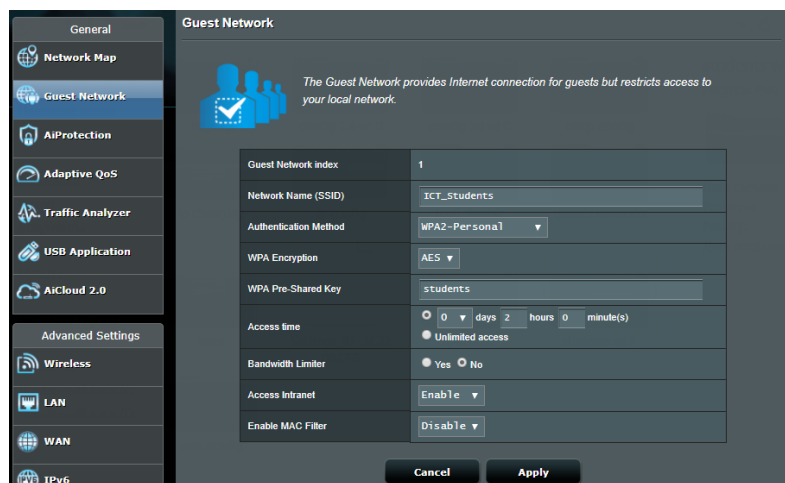 General
Network Map
Guest Network
AiProtection
Adaptive QoS
Traffic Analyzer
USB Application
AiCloud 2.0
Advanced Settings
Wireless
LAN
WAN
IPv6
Guest Network
The Guest Network provides Internet connection for guests but restricts access to
your local network.
Guest Network index 1
Network Name (SSID) ICT_Students
Authentication Method WPA2-Personal
WPA Encryption AES
WPA Pre-Shared Key students
Access time 0 days 2 hours 0 minute(s)
Unlimited access
Bandwidth Limiter Yes No
Access Intranet Enable
Enable MAC Filter Disable
Cancel Apply